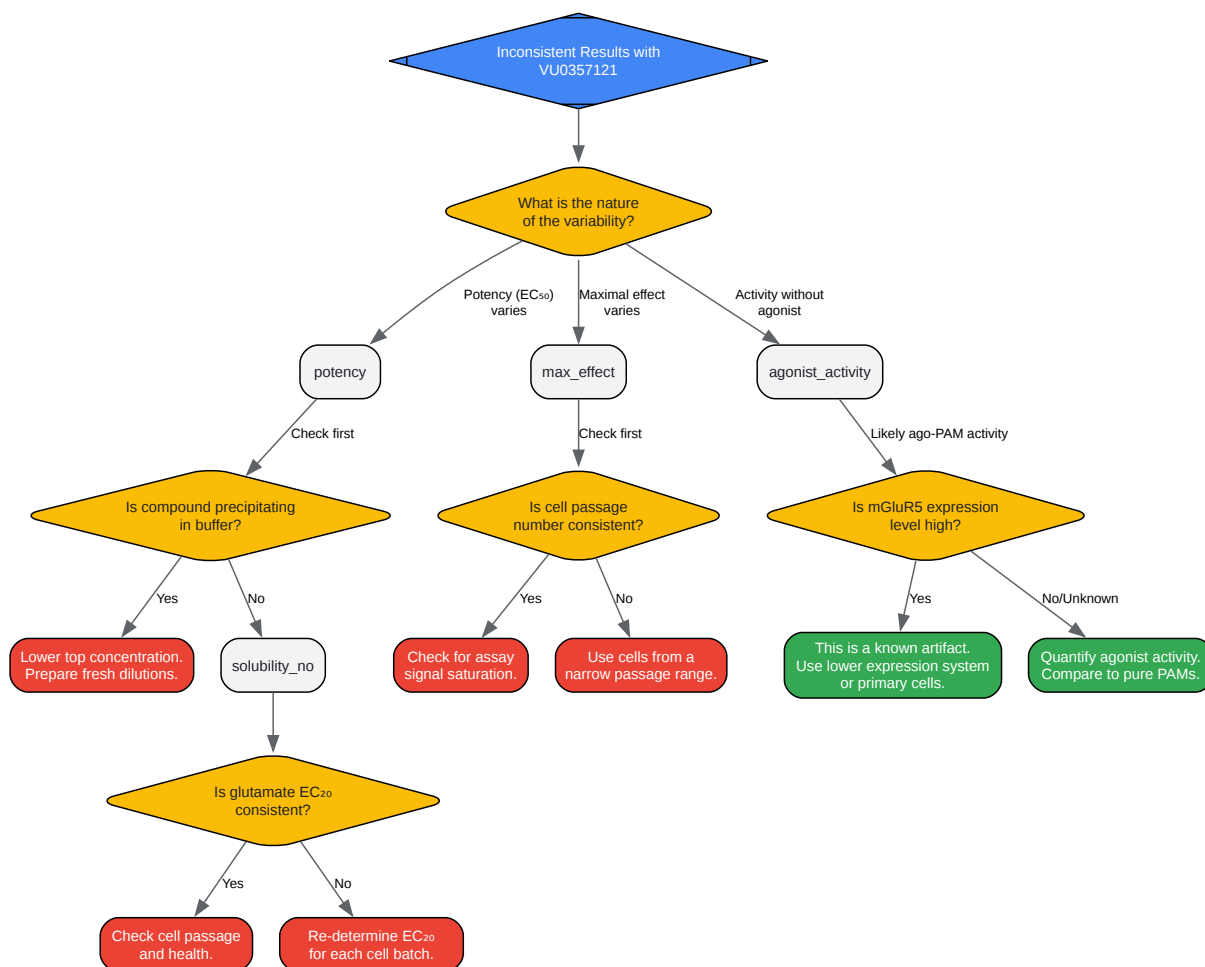 Inconsistent Results with
VU0357121
What is the nature
of the variability?
Potency (EC₅₀)
varies
Maximal effect
varies
Activity without
agonist
potency
max_effect
agonist_activity
Check first
Check first
Likely ago-PAM activity
Is compound precipitating
in buffer?
Is cell passage
number consistent?
Is mGluR5 expression
level high?
Yes
No
Yes
No
Yes
No/Unknown
Lower top concentration.
Prepare fresh dilutions.
solubility_no
Check for assay
signal saturation.
Use cells from a
narrow passage range.
This is a known artifact.
Use lower expression system
or primary cells.
Quantify agonist activity.
Compare to pure PAMs.
Is glutamate EC₂₀
consistent?
Yes
No
Check cell passage
and health.
Re-determine EC₂₀
for each cell batch.